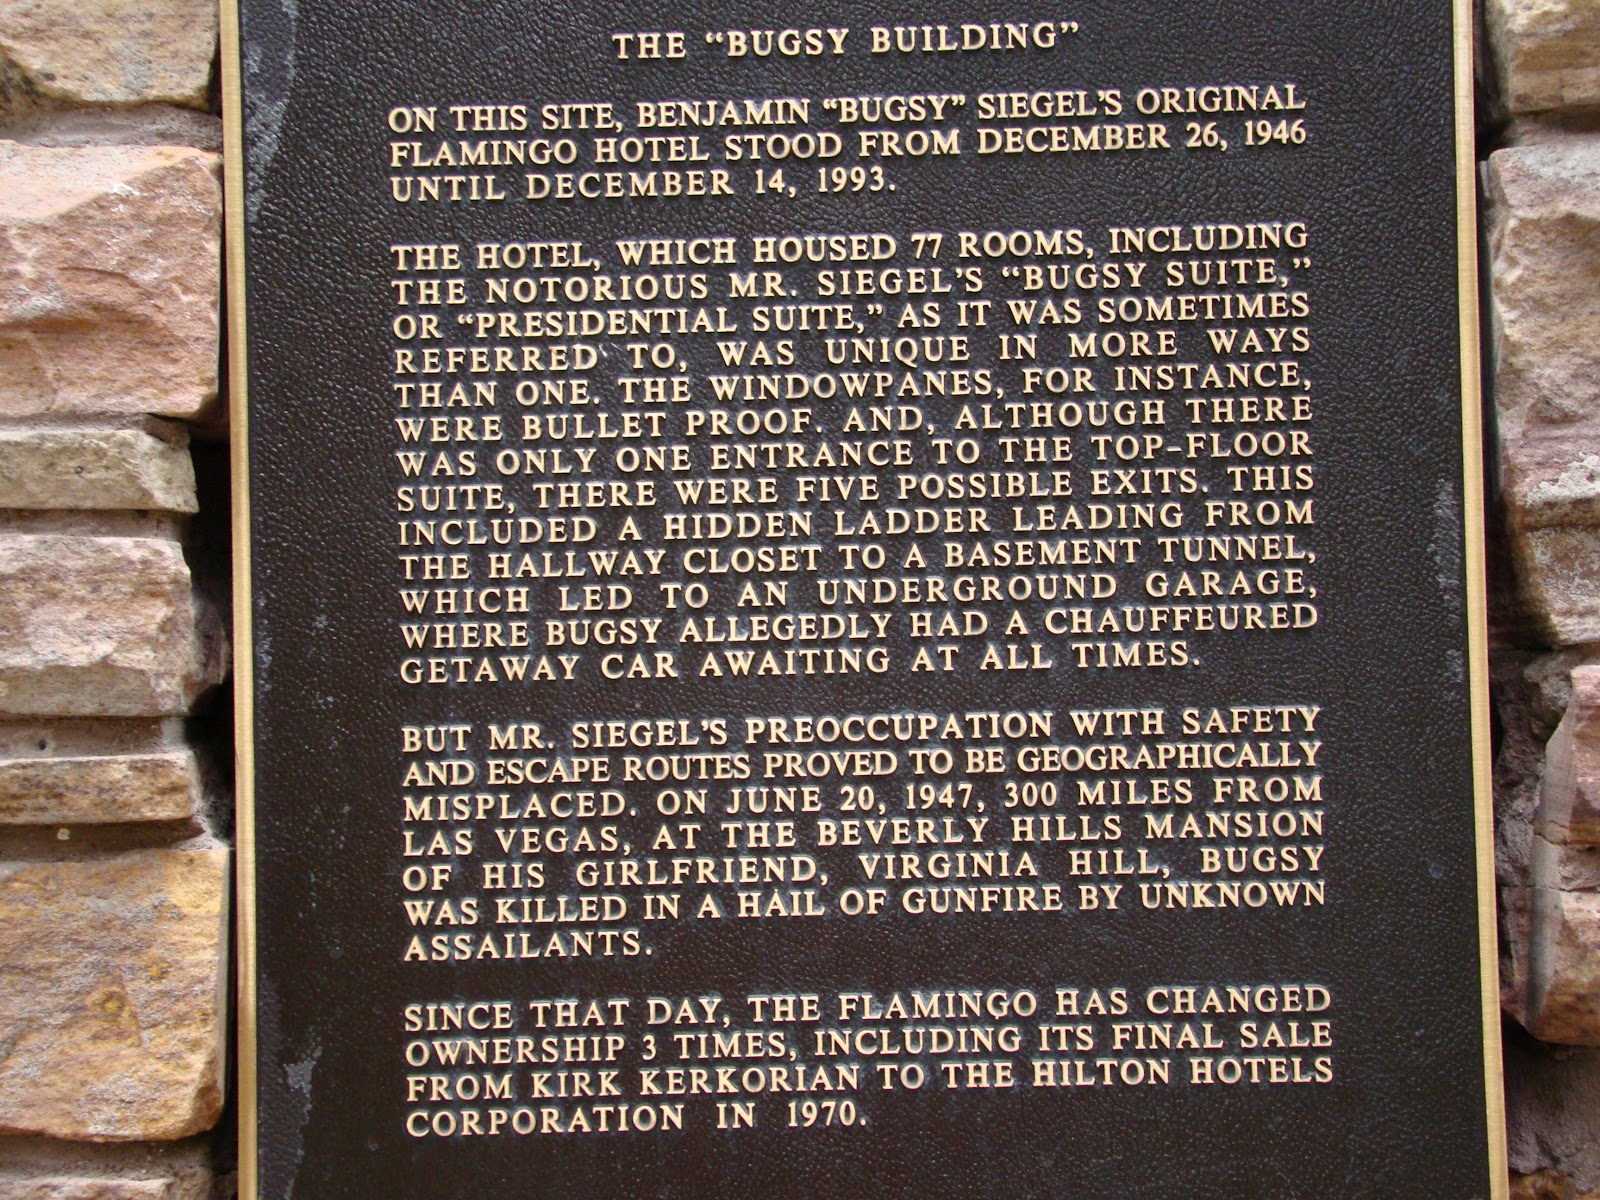 THE “BUGSY BUILDING”
ON THIS SITE, BENJAMIN “BUGSY” SIEGEL’S ORIGINAL
FLAMINGO HOTEL STOOD FROM DECEMBER 26, 1946
UNTIL DECEMBER 14, 1993.
THE HOTEL, WHICH HOUSED 77 ROOMS, INCLUDING
THE NOTORIOUS MR. SIEGEL’S “BUGSY SUITE,”
OR “PRESIDENTIAL SUITE,” AS IT WAS SOMETIMES
REFERRED TO, WAS UNIQUE IN MORE WAYS
THAN ONE. THE WINDOWPANES, FOR INSTANCE,
WERE BULLET PROOF. AND, ALTHOUGH THERE
WAS ONLY ONE ENTRANCE TO THE TOP-FLOOR
SUITE, THERE WERE FIVE POSSIBLE EXITS. THIS
INCLUDED A HIDDEN LADDER LEADING FROM
THE HALLWAY CLOSET TO A BASEMENT TUNNEL,
WHICH LED TO AN UNDERGROUND GARAGE,
WHERE BUGSY ALLEGEDLY HAD A CHAUFFEURED
GETAWAY CAR AWAITING AT ALL TIMES.
BUT MR. SIEGEL’S PREOCCUPATION WITH SAFETY
AND ESCAPE ROUTES PROVED TO BE GEOGRAPHICALLY
MISPLACED. ON JUNE 20, 1947, 300 MILES FROM
LAS VEGAS, AT THE BEVERLY HILLS MANSION
OF HIS GIRLFRIEND, VIRGINIA HILL, BUGSY
WAS KILLED IN A HAIL OF GUNFIRE BY UNKNOWN
ASSAILANTS.
SINCE THAT DAY, THE FLAMINGO HAS CHANGED
OWNERSHIP 3 TIMES, INCLUDING ITS FINAL SALE
FROM KIRK KERKORIAN TO THE HILTON HOTELS
CORPORATION IN 1970.